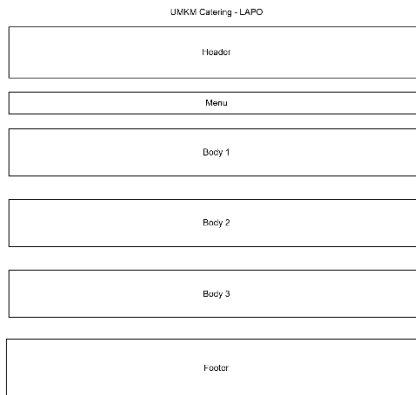 UMKM Catering - LAPO
Header
Menu
Body 1
Body 2
Body 3
Footer